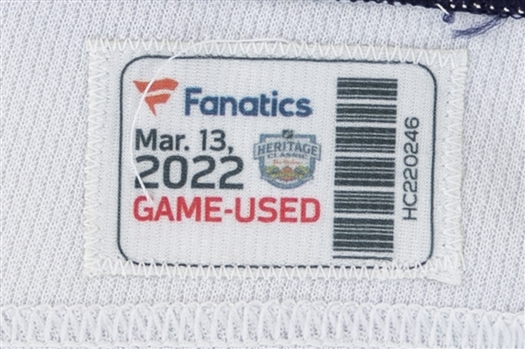 Fanatics
Mar. 13,
2022
HERITAGE
CLASSIC
GAME-USED
HC220246